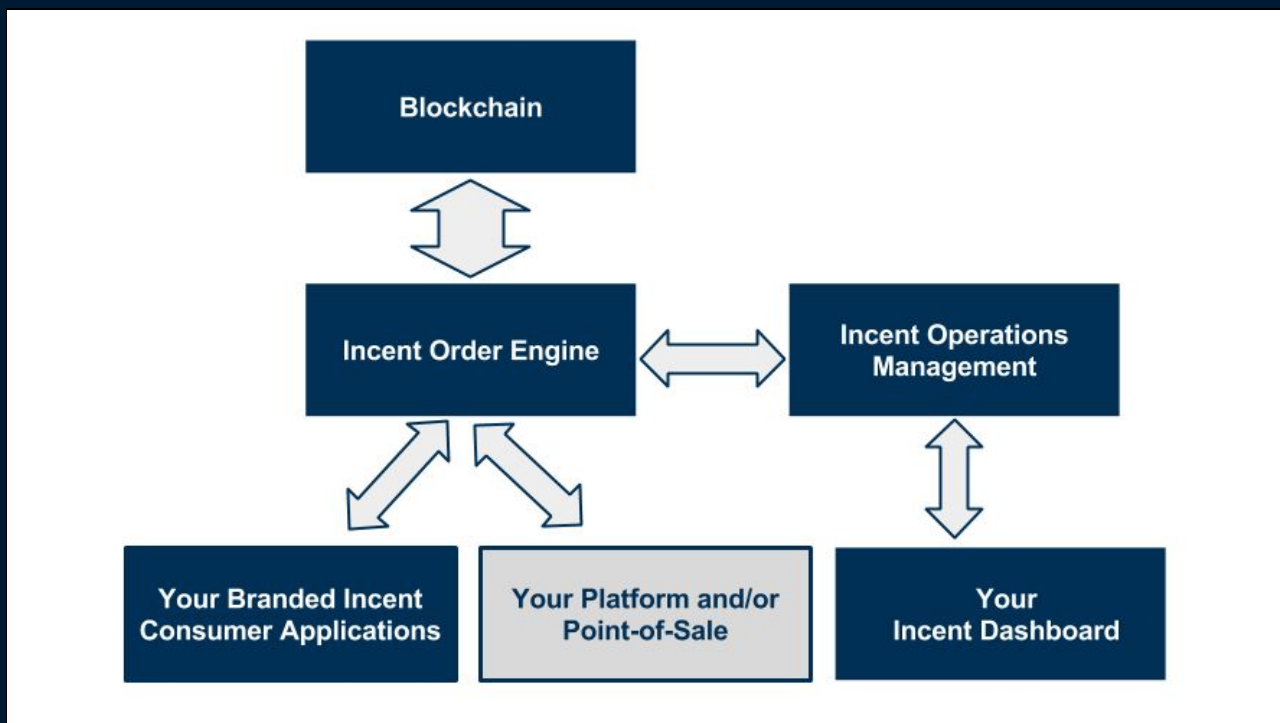 Blockchain
Incent Order Engine
Incent Operations
Management
Your Branded Incent
Consumer Applications
Your Platform and/or
Point-of-Sale
Your
Incent Dashboard